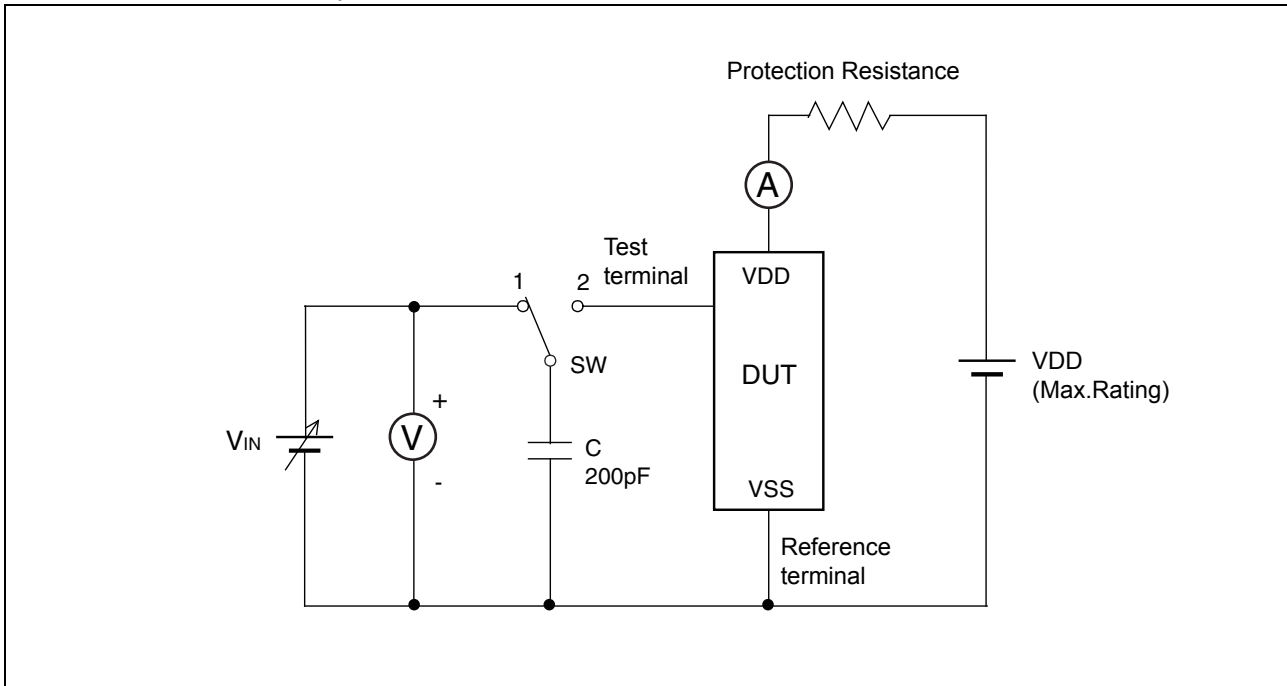 Protection Resistance
A
Test
terminal
VDD
1
2
SW
DUT
VDD
(Max.Rating)
VIN
+
V
-
C
200pF
VSS
Reference
terminal